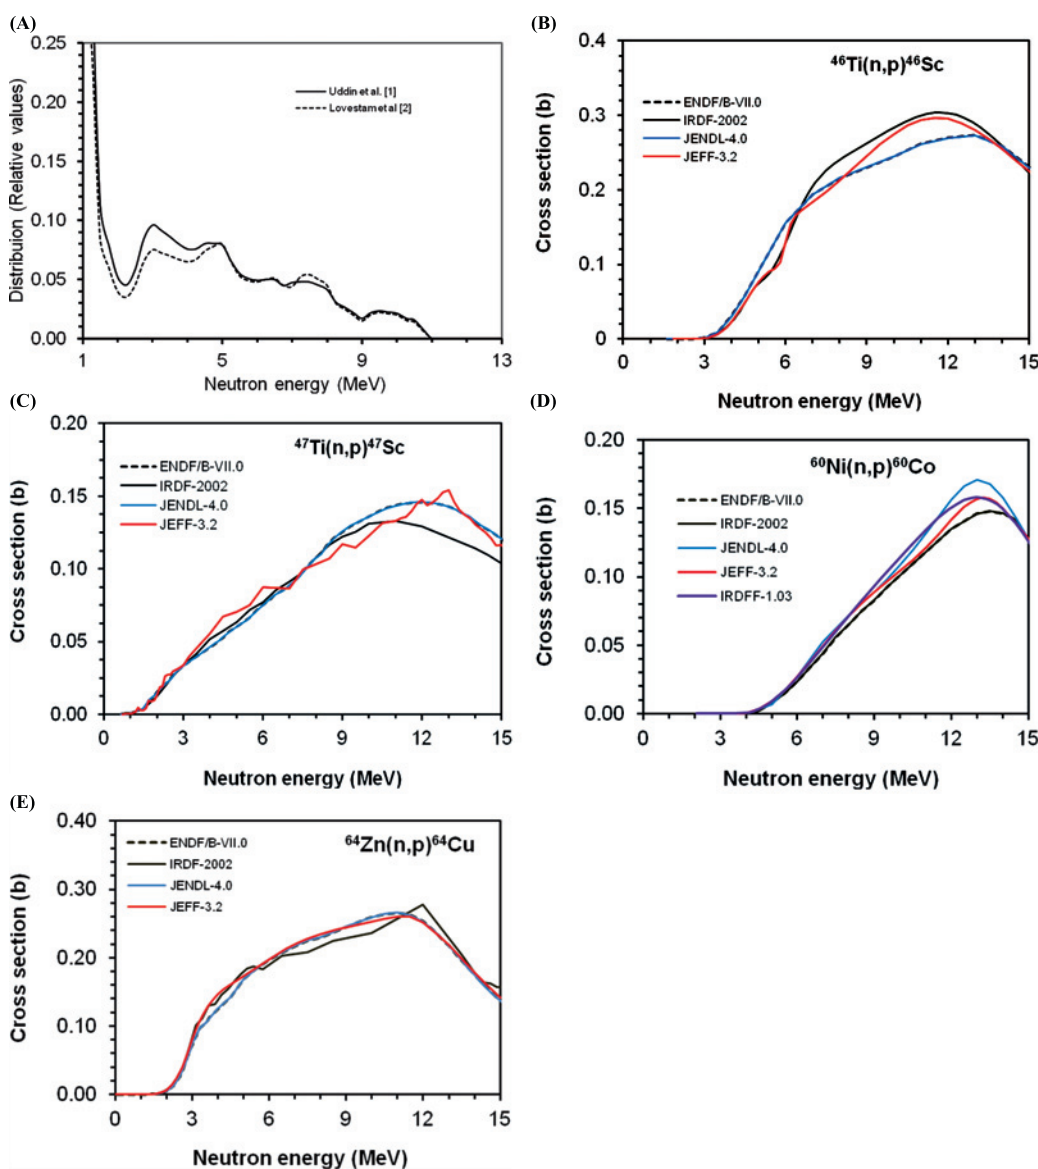 (A)
0.25
0.20
0.15
0.10
0.05
0.00
Distribuion (Relative values)
Uddin et al. [1]
Lovestam et al [2]
1 5 9 13
Neutron energy (MeV)
(B)
0.4
0.3
0.2
0.1
0
Cross section (b)
⁴⁶Ti(n,p)⁴⁶Sc
ENDF/B-VII.0
IRDF-2002
JENDL-4.0
JEFF-3.2
0 3 6 9 12 15
Neutron energy (MeV)
(C)
0.20
0.15
0.10
0.05
0.00
Cross section (b)
⁴⁷Ti(n,p)⁴⁷Sc
ENDF/B-VII.0
IRDF-2002
JENDL-4.0
JEFF-3.2
0 3 6 9 12 15
Neutron energy (MeV)
(D)
0.20
0.15
0.10
0.05
0.00
Cross section (b)
⁶⁰Ni(n,p)⁶⁰Co
ENDF/B-VII.0
IRDF-2002
JENDL-4.0
JEFF-3.2
IRDFF-1.03
0 3 6 9 12 15
Neutron energy (MeV)
(E)
0.40
0.30
0.20
0.10
0.00
Cross section (b)
⁶⁴Zn(n,p)⁶⁴Cu
ENDF/B-VII.0
IRDF-2002
JENDL-4.0
JEFF-3.2
0 3 6 9 12 15
Neutron energy (MeV)